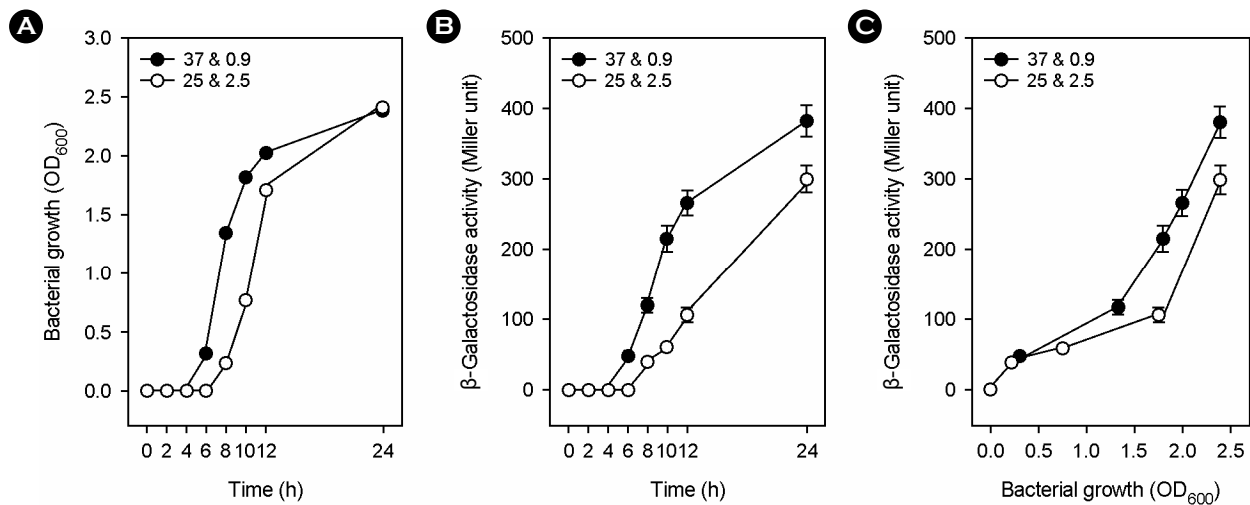 A
Bacterial growth (OD600)
3.0
2.5
2.0
1.5
1.0
0.5
0.0
37 & 0.9
25 & 2.5
0 2 4 6 8 10 12 24
Time (h)
B
β-Galactosidase activity (Miller unit)
500
400
300
200
100
0
37 & 0.9
25 & 2.5
0 2 4 6 8 10 12 24
Time (h)
C
β-Galactosidase activity (Miller unit)
500
400
300
200
100
0
37 & 0.9
25 & 2.5
0.0 0.5 1.0 1.5 2.0 2.5
Bacterial growth (OD600)